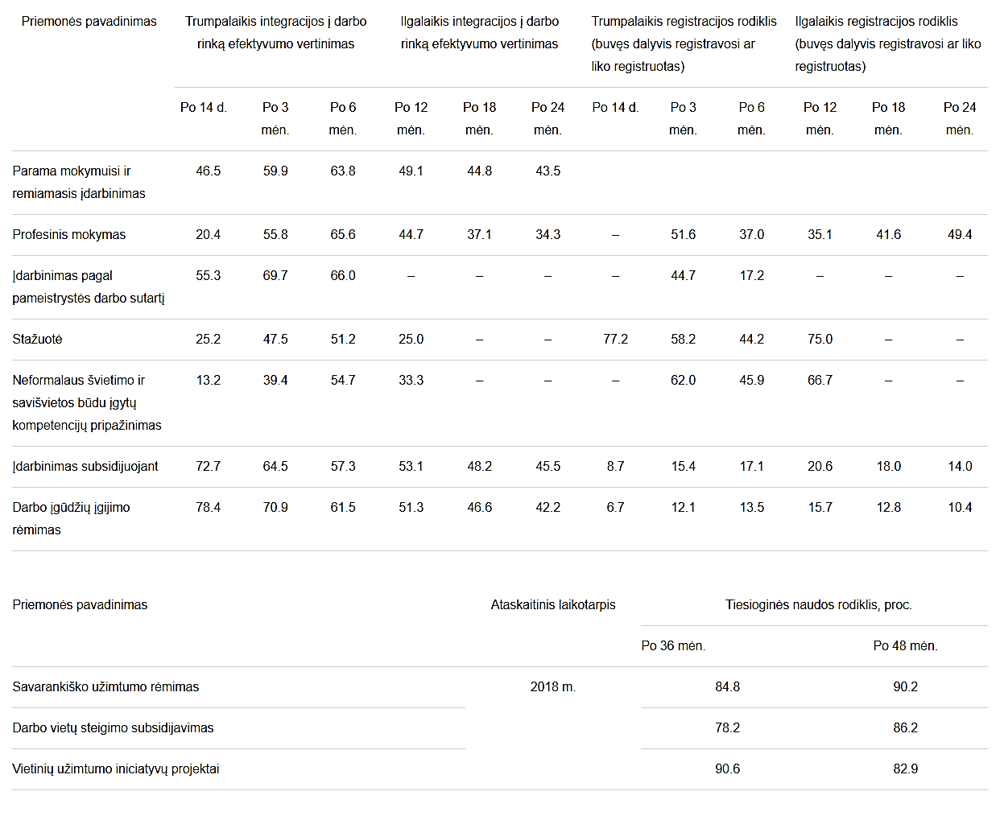 Priemonės pavadinimas
Trumpalaikis integracijos į darbo
rinką efektyvumo vertinimas
Ilgalaikis integracijos į darbo
rinką efektyvumo vertinimas
Trumpalaikis registracijos rodiklis
(buvęs dalyvis registravosi ar
liko registruotas)
Ilgalaikis registracijos rodiklis
(buvęs dalyvis registravosi ar liko
registruotas)
Po 14 d. Po 3 Po 6 Po 12 Po 18 Po 24 Po 14 d. Po 3 Po 6 Po 12 Po 18 Po 24
mėn. mėn. mėn. mėn. mėn. mėn. mėn. mėn. mėn. mėn.
Parama mokymuisi ir 46.5 59.9 63.8 49.1 44.8 43.5
remiamasis įdarbinimas
Profesinis mokymas 20.4 55.8 65.6 44.7 37.1 34.3 – 51.6 37.0 35.1 41.6 49.4
Įdarbinimas pagal 55.3 69.7 66.0 – – – – 44.7 17.2 – – –
pameistrystės darbo sutartį
Stažuotė 25.2 47.5 51.2 25.0 – – 77.2 58.2 44.2 75.0 – –
Neformalaus švietimo ir 13.2 39.4 54.7 33.3 – – – 62.0 45.9 66.7 – –
savišvietos būdu įgytų
kompetencijų pripažinimas
Įdarbinimas subsidijuojant 72.7 64.5 57.3 53.1 48.2 45.5 8.7 15.4 17.1 20.6 18.0 14.0
Darbo įgūdžių įgijimo 78.4 70.9 61.5 51.3 46.6 42.2 6.7 12.1 13.5 15.7 12.8 10.4
rėmimas
Priemonės pavadinimas Ataskaitinis laikotarpis Tiesioginės naudos rodiklis, proc.
Po 36 mėn. Po 48 mėn.
Savarankiško užimtumo rėmimas 2018 m. 84.8 90.2
Darbo vietų steigimo subsidijavimas 78.2 86.2
Vietinių užimtumo iniciatyvų projektai 90.6 82.9